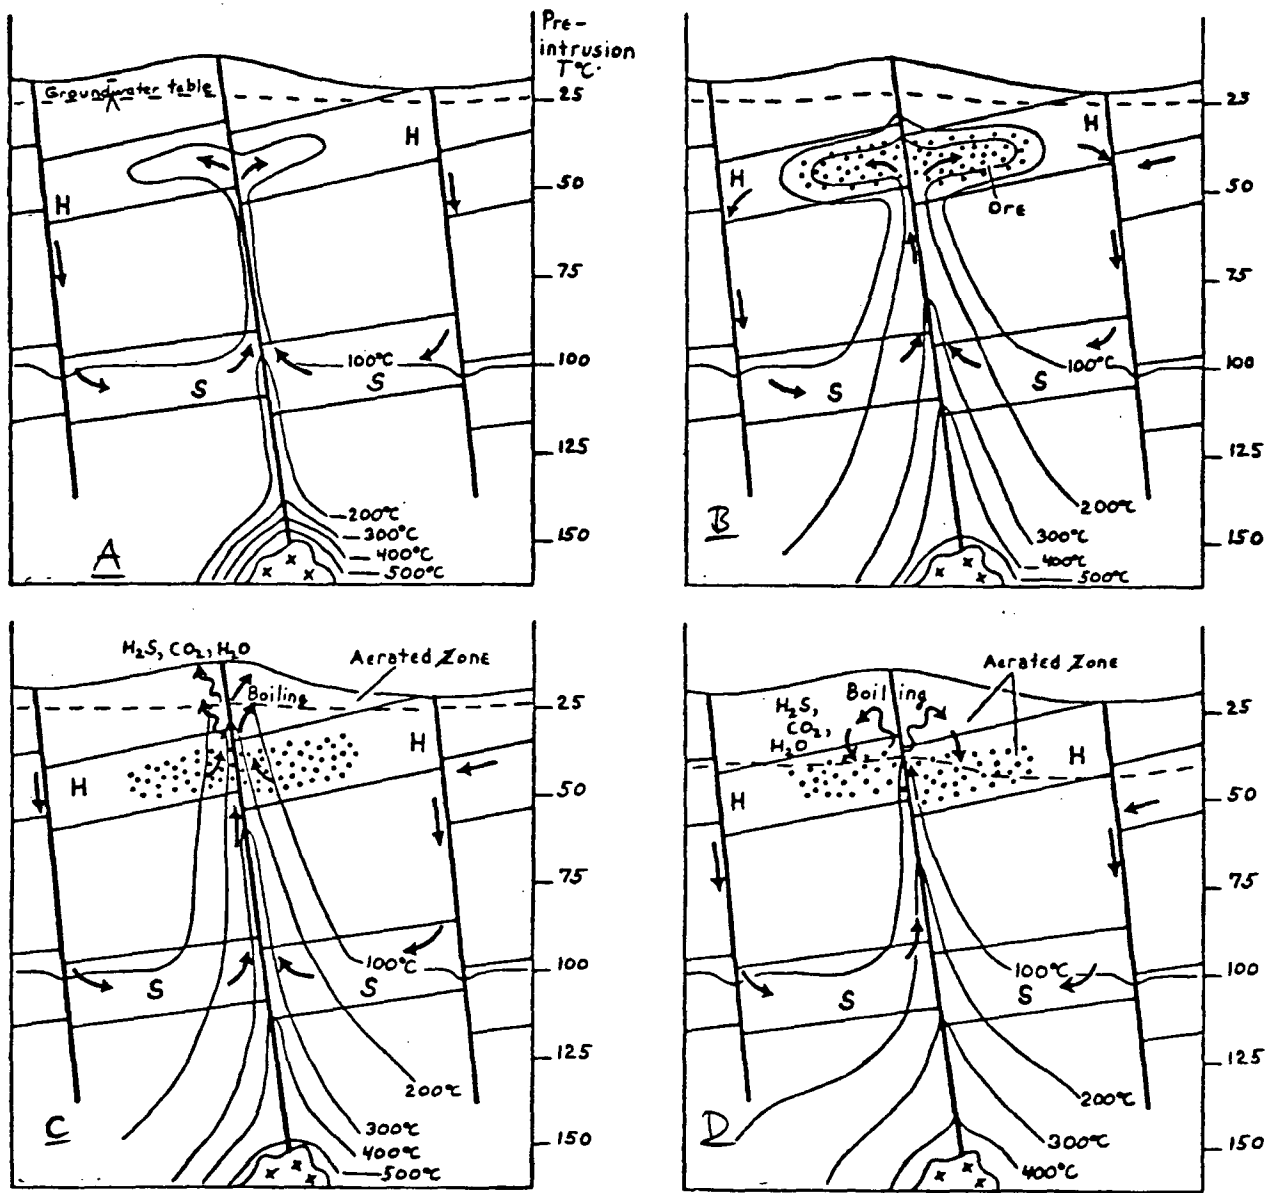 Pre-
intrusion
T°C.
Groundwater table
25
H
50
H
75
100°C
100
S
S
125
200°C
300°C
150
400°C
500°C
A
25
H
H
50
Ore
75
100°C
100
S
S
125
200°C
B
300°C
150
400°C
500°C
H₂S, CO₂, H₂O
Aerated Zone
Boiling
25
H
H
50
75
100°C
100
S
S
125
200°C
C
300°C
150
400°C
500°C
Aerated Zone
H₂S,
CO₂,
H₂O
Boiling
25
H
H
50
75
100°C
100
S
S
125
200°C
D
300°C
150
400°C